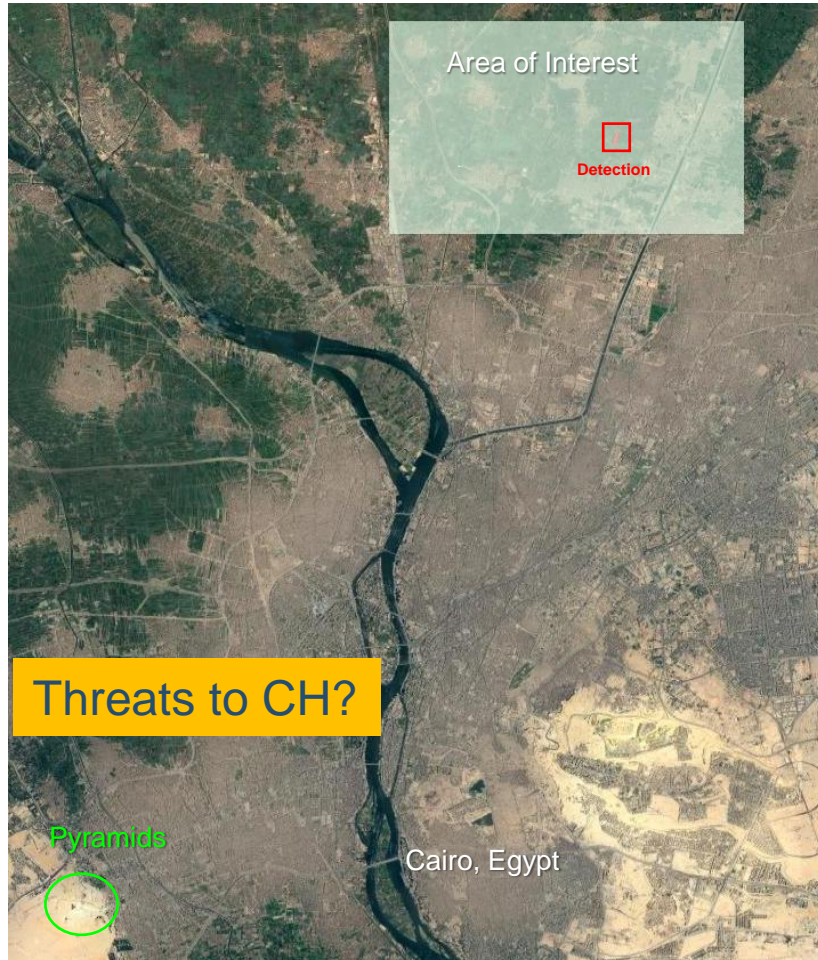 Area of Interest
Detection
Threats to CH?
Pyramids
Cairo, Egypt